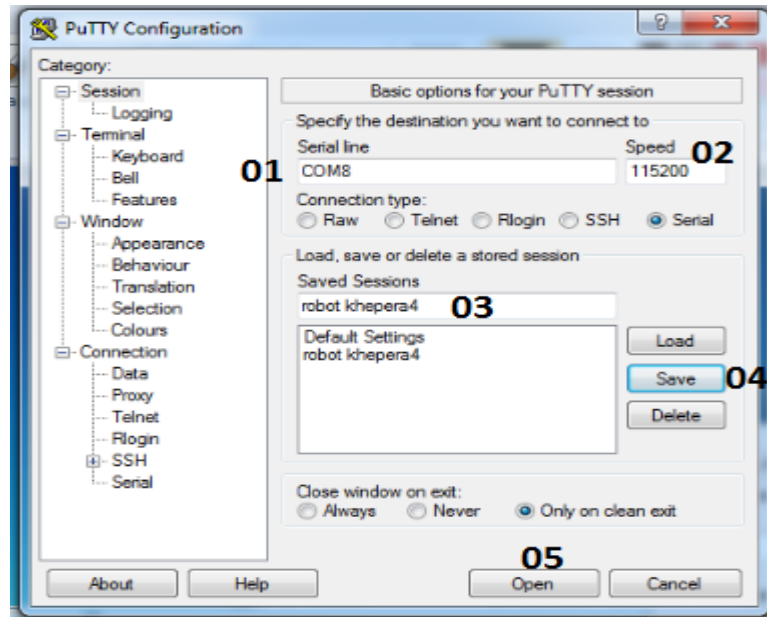 PuTTY Configuration
Category:
Session
Logging
Terminal
Keyboard
Bell
Features
Window
Appearance
Behaviour
Translation
Selection
Colours
Connection
Data
Proxy
Telnet
Rlogin
SSH
Serial
Basic options for your PuTTY session
Specify the destination you want to connect to
Serial line Speed 02
01 COM8 115200
Connection type:
Raw Telnet Rlogin SSH Serial
Load, save or delete a stored session
Saved Sessions
robot khepera4 03
Default Settings
robot khepera4
Load
Save 04
Delete
Close window on exit:
Always Never Only on clean exit
05
About Help Open Cancel